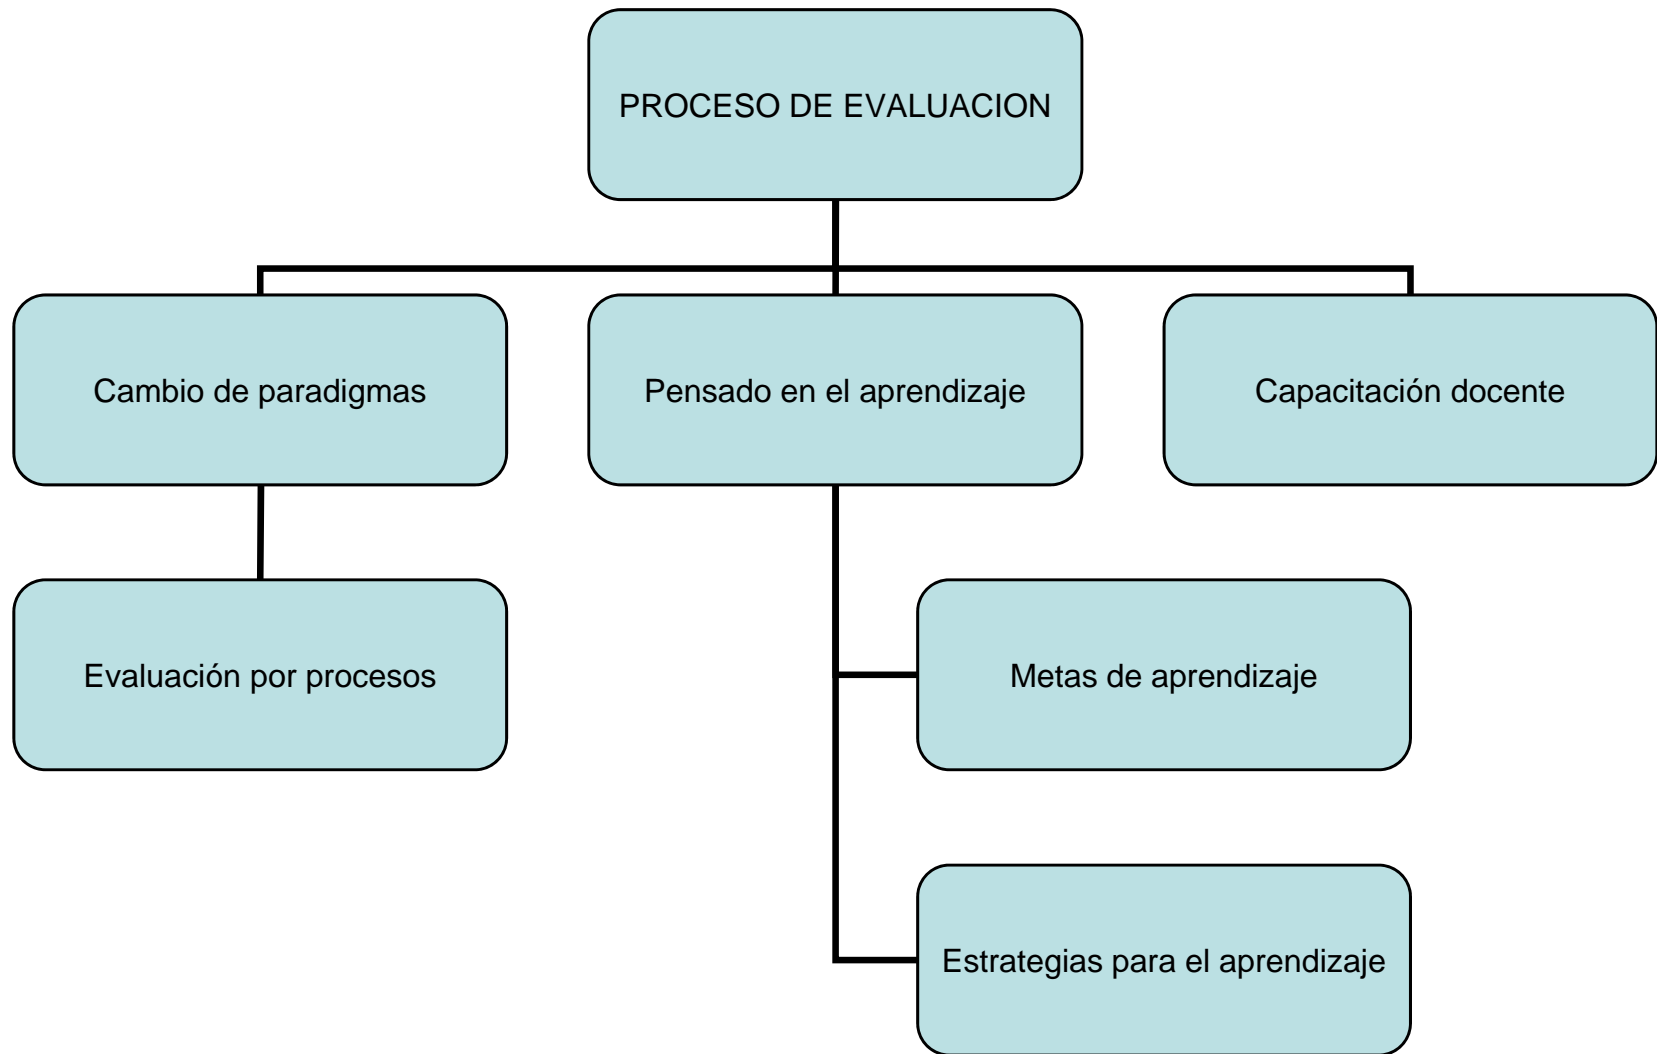 PROCESO DE EVALUACION
Cambio de paradigmas
Pensado en el aprendizaje
Capacitación docente
Evaluación por procesos
Metas de aprendizaje
Estrategias para el aprendizaje